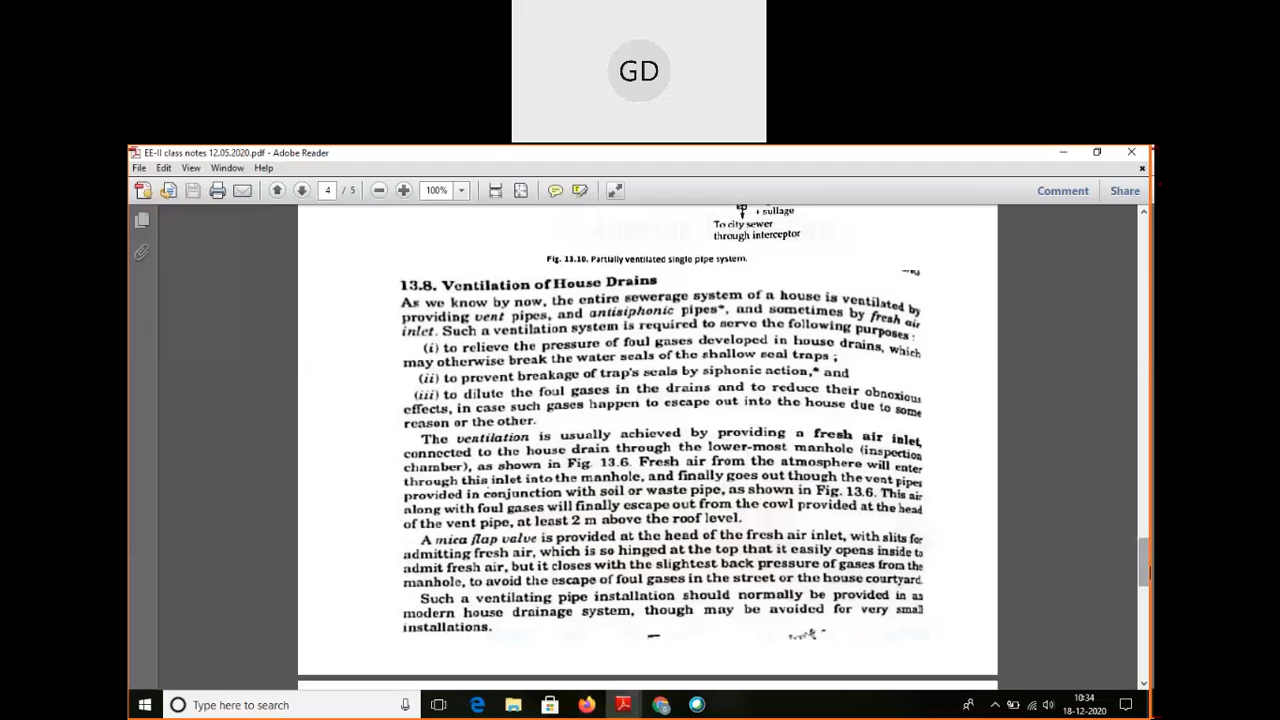 GD
EE-II class notes 12.05.2020.pdf - Adobe Reader
File Edit View Window Help
4 / 5 100% Comment Share
+ sullage
To city sewer
through interceptor
Fig. 13.10. Partially ventilated single pipe system.
13.8. Ventilation of House Drains
As we know by now, the entire sewerage system of a house is ventilated by
providing vent pipes, and antisiphonic pipes*, and sometimes by fresh air
inlet. Such a ventilation system is required to serve the following purposes :
(i) to relieve the pressure of foul gases developed in house drains, which
may otherwise break the water seals of the shallow seal traps ;
(ii) to prevent breakage of trap's seals by siphonic action,* and
(iii) to dilute the foul gases in the drains and to reduce their obnoxious
effects, in case such gases happen to escape out into the house due to some
reason or the other.
The ventilation is usually achieved by providing a fresh air inlet,
connected to the house drain through the lower-most manhole (inspection
chamber), as shown in Fig. 13.6. Fresh air from the atmosphere will enter
through this inlet into the manhole, and finally goes out though the vent pipes
provided in conjunction with soil or waste pipe, as shown in Fig. 13.6. This air
along with foul gases will finally escape out from the cowl provided at the head
of the vent pipe, at least 2 m above the roof level.
A mica flap valve is provided at the head of the fresh air inlet, with slits for
admitting fresh air, which is so hinged at the top that it easily opens inside to
admit fresh air, but it closes with the slightest back pressure of gases from the
manhole, to avoid the escape of foul gases in the street or the house courtyard.
Such a ventilating pipe installation should normally be provided in as
modern house drainage system, though may be avoided for very small
installations.
Type here to search
10:34
18-12-2020